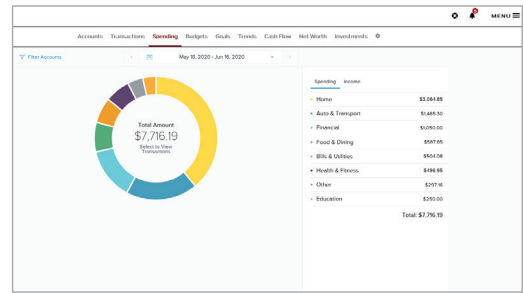 MENU
Accounts Transactions Spending Budgets Goals Trends Cash Flow Net Worth Investments
Filter Accounts
May 18, 2020 - Jun 16, 2020
Spending Income
Total Amount
$7,716.19
Select to View
Transactions
Home $3,084.85
Auto & Transport $1,485.30
Financial $1,050.00
Food & Dining $567.85
Bills & Utilities $504.08
Health & Fitness $496.95
Other $297.16
Education $250.00
Total: $7,716.19